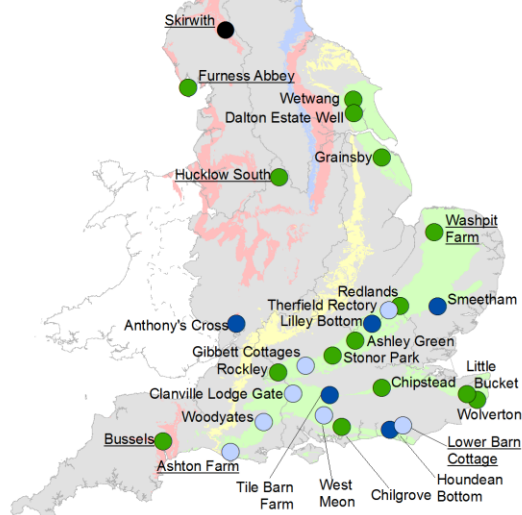 Skirwith
Furness Abbey
Wetwang
Dalton Estate Well
Grainsby
Hucklow South
Washpit
Farm
Redlands
Therfield Rectory
Smeetham
Lilley Bottom
Anthony's Cross
Ashley Green
Gibbett Cottages
Stonor Park
Rockley
Little
Bucket
Chipstead
Clanville Lodge Gate
Wolverton
Woodyates
Bussels
Lower Barn
Cottage
Ashton Farm
Houndean
Bottom
Tile Barn
Farm
West
Meon
Chilgrove